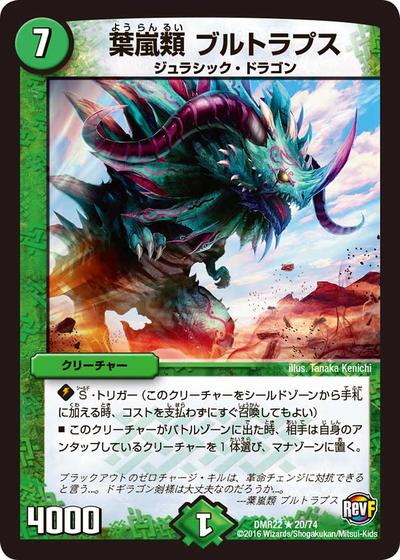 7
ようらんるい
葉嵐類 ブルトラプス
ジュラシック・ドラゴン
illus. Tanaka Kenichi
クリーチャー
S・トリガー (このクリーチャーをシールドゾーンから手札
に加える時、コストを支払わずにすぐ召喚してもよい)
■ このクリーチャーがバトルゾーンに出た時、相手は自身のア
ンタップしているクリーチャーを1体選び、マナゾーンに置く。
ブラックアウトのゼロチャージ・キルは、革命チェンジに対抗できる
と言う…。ドギラゴン剣様は大丈夫なのだろうか…。
---葉嵐類 ブルトラプス
RevF
4000
1
DMR22 ★ 20/74
©2016 Wizards/Shogakukan/Mitsui-Kids